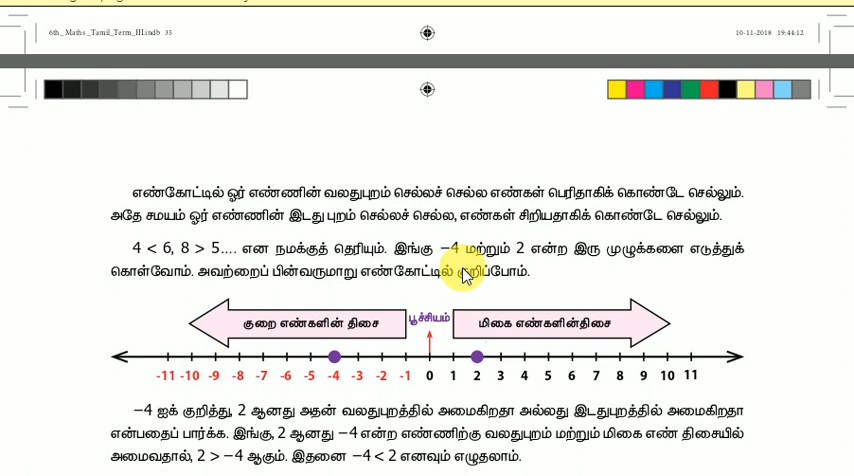 6th_ Maths _Tamil_Term_III.indb 35
10-11-2018 19:44:12
எண்கோட்டில் ஓர் எண்ணின் வலதுபுறம் செல்லச் செல்ல எண்கள் பெரிதாகிக் கொண்டே செல்லும்.
அதே சமயம் ஓர் எண்ணின் இடது புறம் செல்லச் செல்ல, எண்கள் சிறியதாகிக் கொண்டே செல்லும்.
4 < 6, 8 > 5.... என நமக்குத் தெரியும். இங்கு −4 மற்றும் 2 என்ற இரு முழுக்களை எடுத்துக்
கொள்வோம். அவற்றைப் பின்வருமாறு எண்கோட்டில் குறிப்போம்.
குறை எண்களின் திசை
பூச்சியம்
மிகை எண்களின்திசை
-11 -10 -9 -8 -7 -6 -5 -4 -3 -2 -1 0 1 2 3 4 5 6 7 8 9 10 11
−4 ஐக் குறித்து, 2 ஆனது அதன் வலதுபுறத்தில் அமைகிறதா அல்லது இடதுபுறத்தில் அமைகிறதா
என்பதைப் பார்க்க. இங்கு, 2 ஆனது −4 என்ற எண்ணிற்கு வலதுபுறம் மற்றும் மிகை எண் திசையில்
அமைவதால், 2 > −4 ஆகும். இதனை −4 < 2 எனவும் எழுதலாம்.